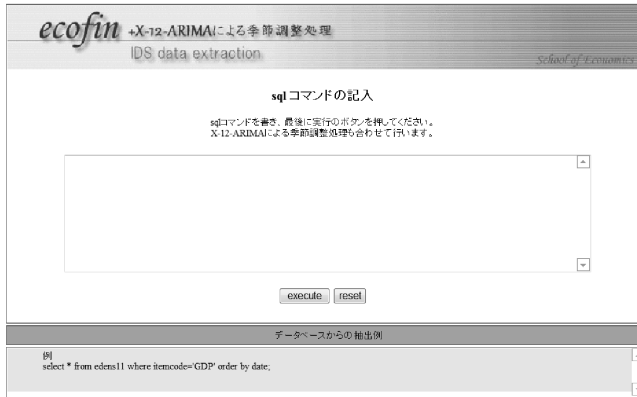 ecofin +X-12-ARIMAによる季節調整処理
IDS data extraction
School of Economics
sqlコマンドの記入
sqlコマンドを書き、最後に実行のボタンを押してください。
X-12-ARIMAによる季節調整処理も合わせて行います。
execute reset
データベースからの抽出例
例
select * from edens11 where itemcode='GDP' order by date;